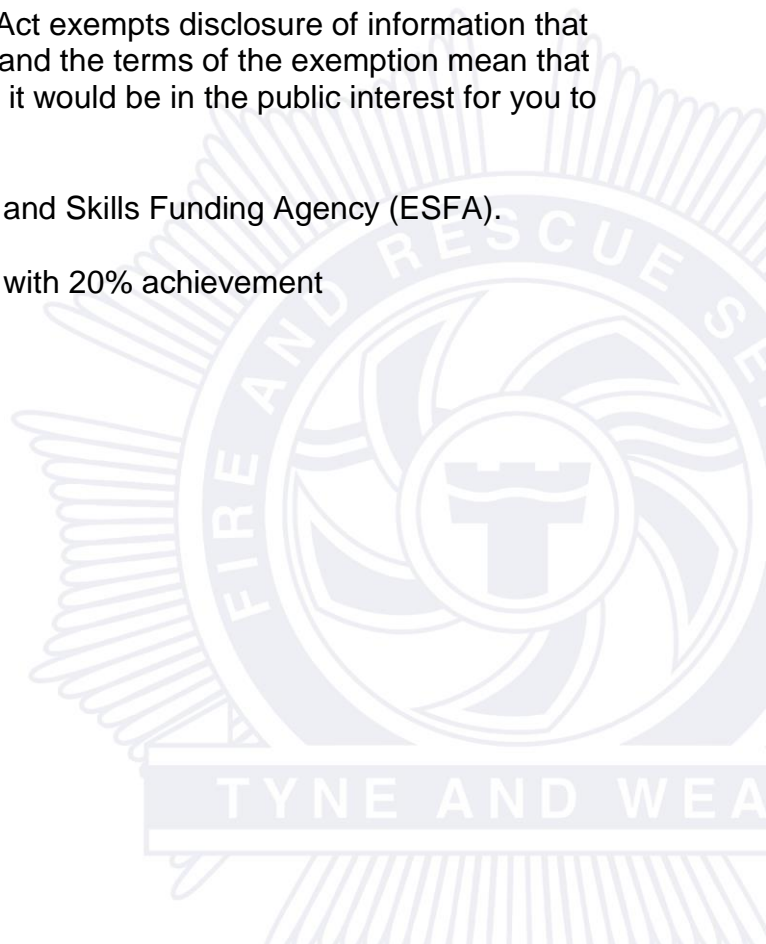 Act exempts disclosure of information that
and the terms of the exemption mean that
it would be in the public interest for you to
and Skills Funding Agency (ESFA).
with 20% achievement
FIRE AND RESCUE SE
TYNE AND WEA